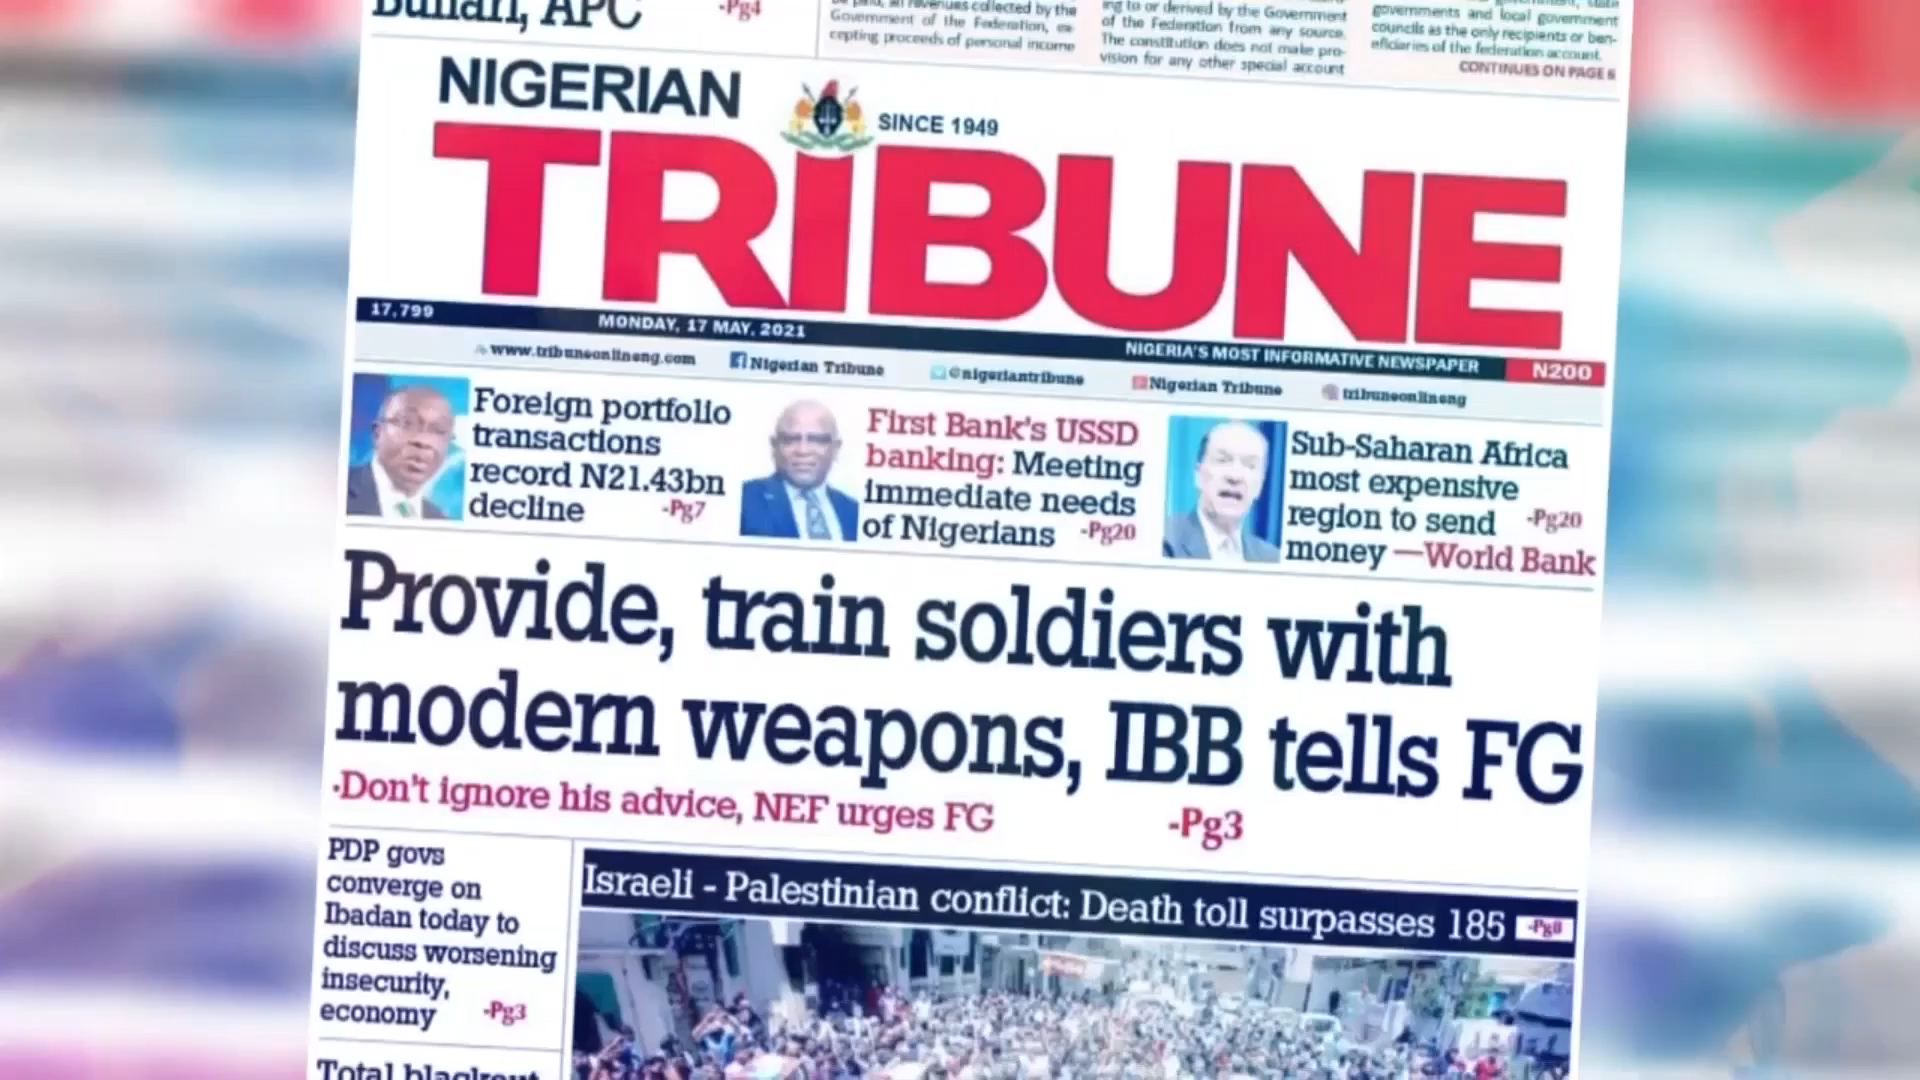 Buhari, APC
-Pg4
be paid, all revenues collected by the
Government of the Federation, ex-
cepting proceeds of personal income
ing to or derived by the Government
of the Federation from any source.
The constitution does not make pro-
vision for any other special account
governments and local government
councils as the only recipients or ben-
eficiaries of the federation account.
CONTINUES ON PAGE 6
NIGERIAN
SINCE 1949
TRIBUNE
17,799
MONDAY, 17 MAY, 2021
NIGERIA'S MOST INFORMATIVE NEWSPAPER
N200
www.tribuneonlineng.com
Nigerian Tribune
@nigeriantribune
Nigerian Tribune
tribuneonlineng
Foreign portfolio
transactions
record N21.43bn
decline -Pg7
First Bank's USSD
banking: Meeting
immediate needs
of Nigerians -Pg20
Sub-Saharan Africa
most expensive
region to send -Pg20
money —World Bank
Provide, train soldiers with
modern weapons, IBB tells FG
·Don't ignore his advice, NEF urges FG -Pg3
PDP govs
converge on
Ibadan today to
discuss worsening
insecurity,
economy -Pg3
Total blackout
Israeli - Palestinian conflict: Death toll surpasses 185 -Pg8